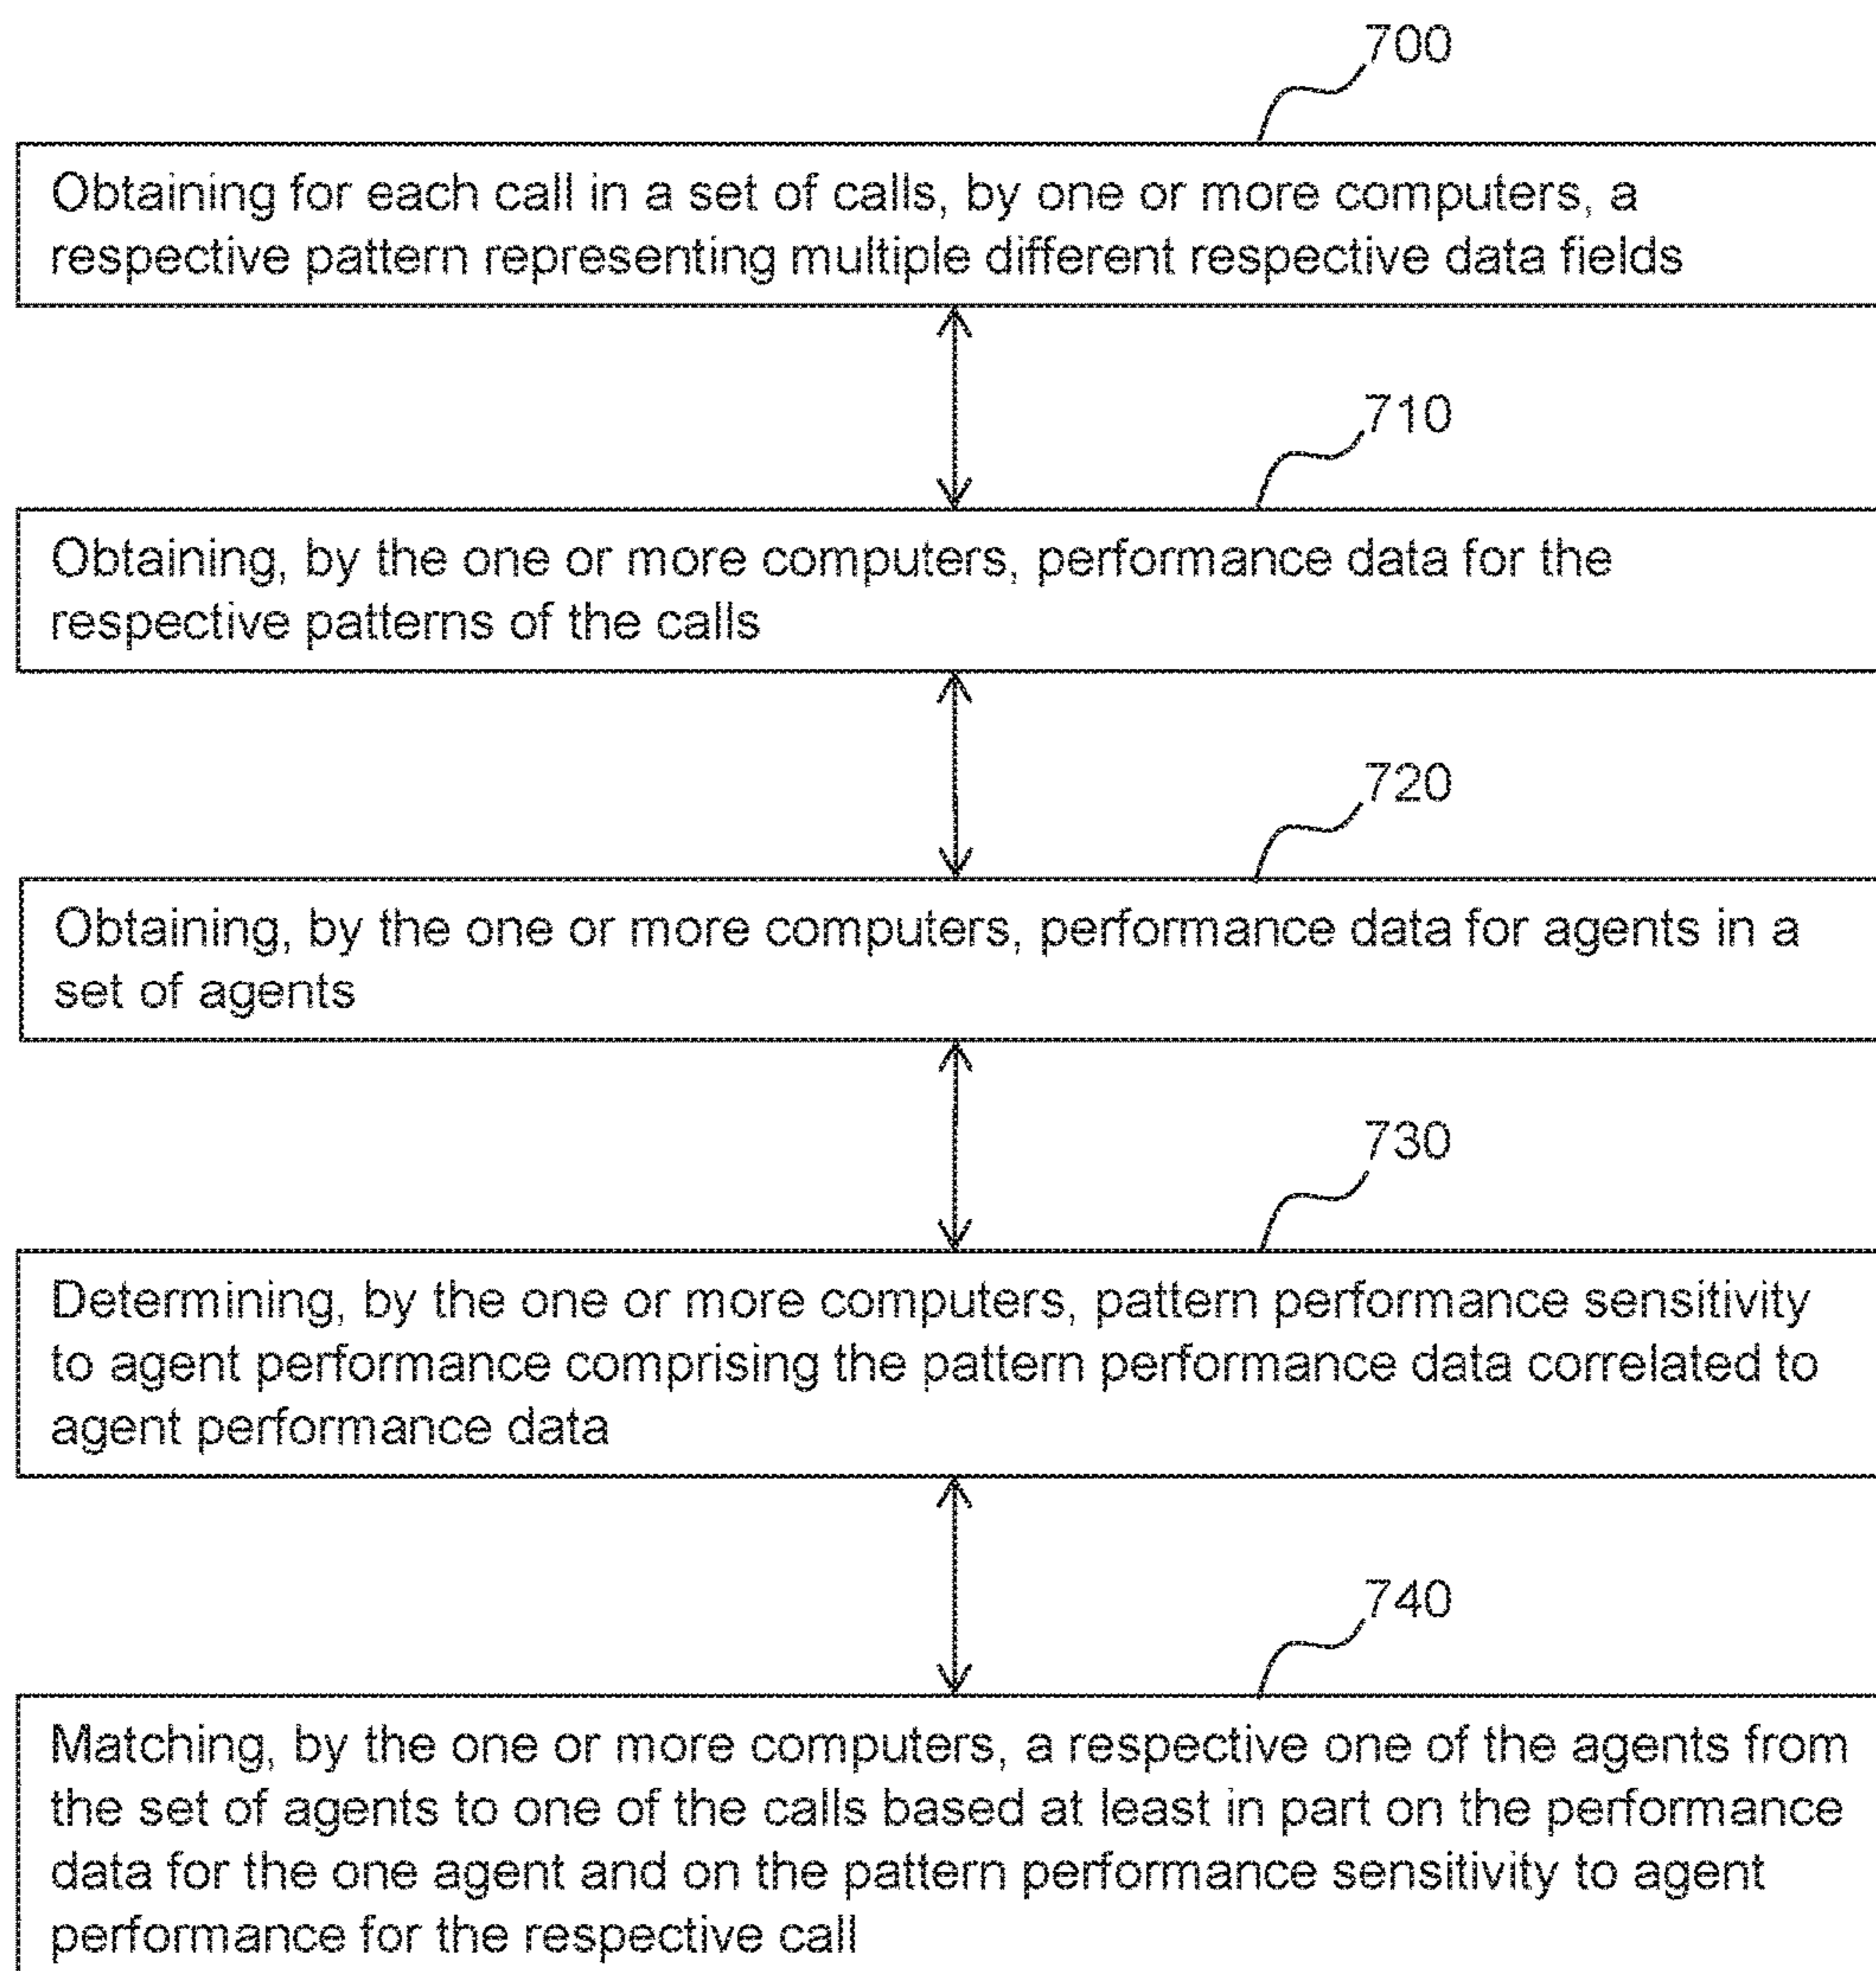 700
Obtaining for each call in a set of calls, by one or more computers, a
respective pattern representing multiple different respective data fields
710
Obtaining, by the one or more computers, performance data for the
respective patterns of the calls
720
Obtaining, by the one or more computers, performance data for agents in a
set of agents
730
Determining, by the one or more computers, pattern performance sensitivity
to agent performance comprising the pattern performance data correlated to
agent performance data
740
Matching, by the one or more computers, a respective one of the agents from
the set of agents to one of the calls based at least in part on the performance
data for the one agent and on the pattern performance sensitivity to agent
performance for the respective call